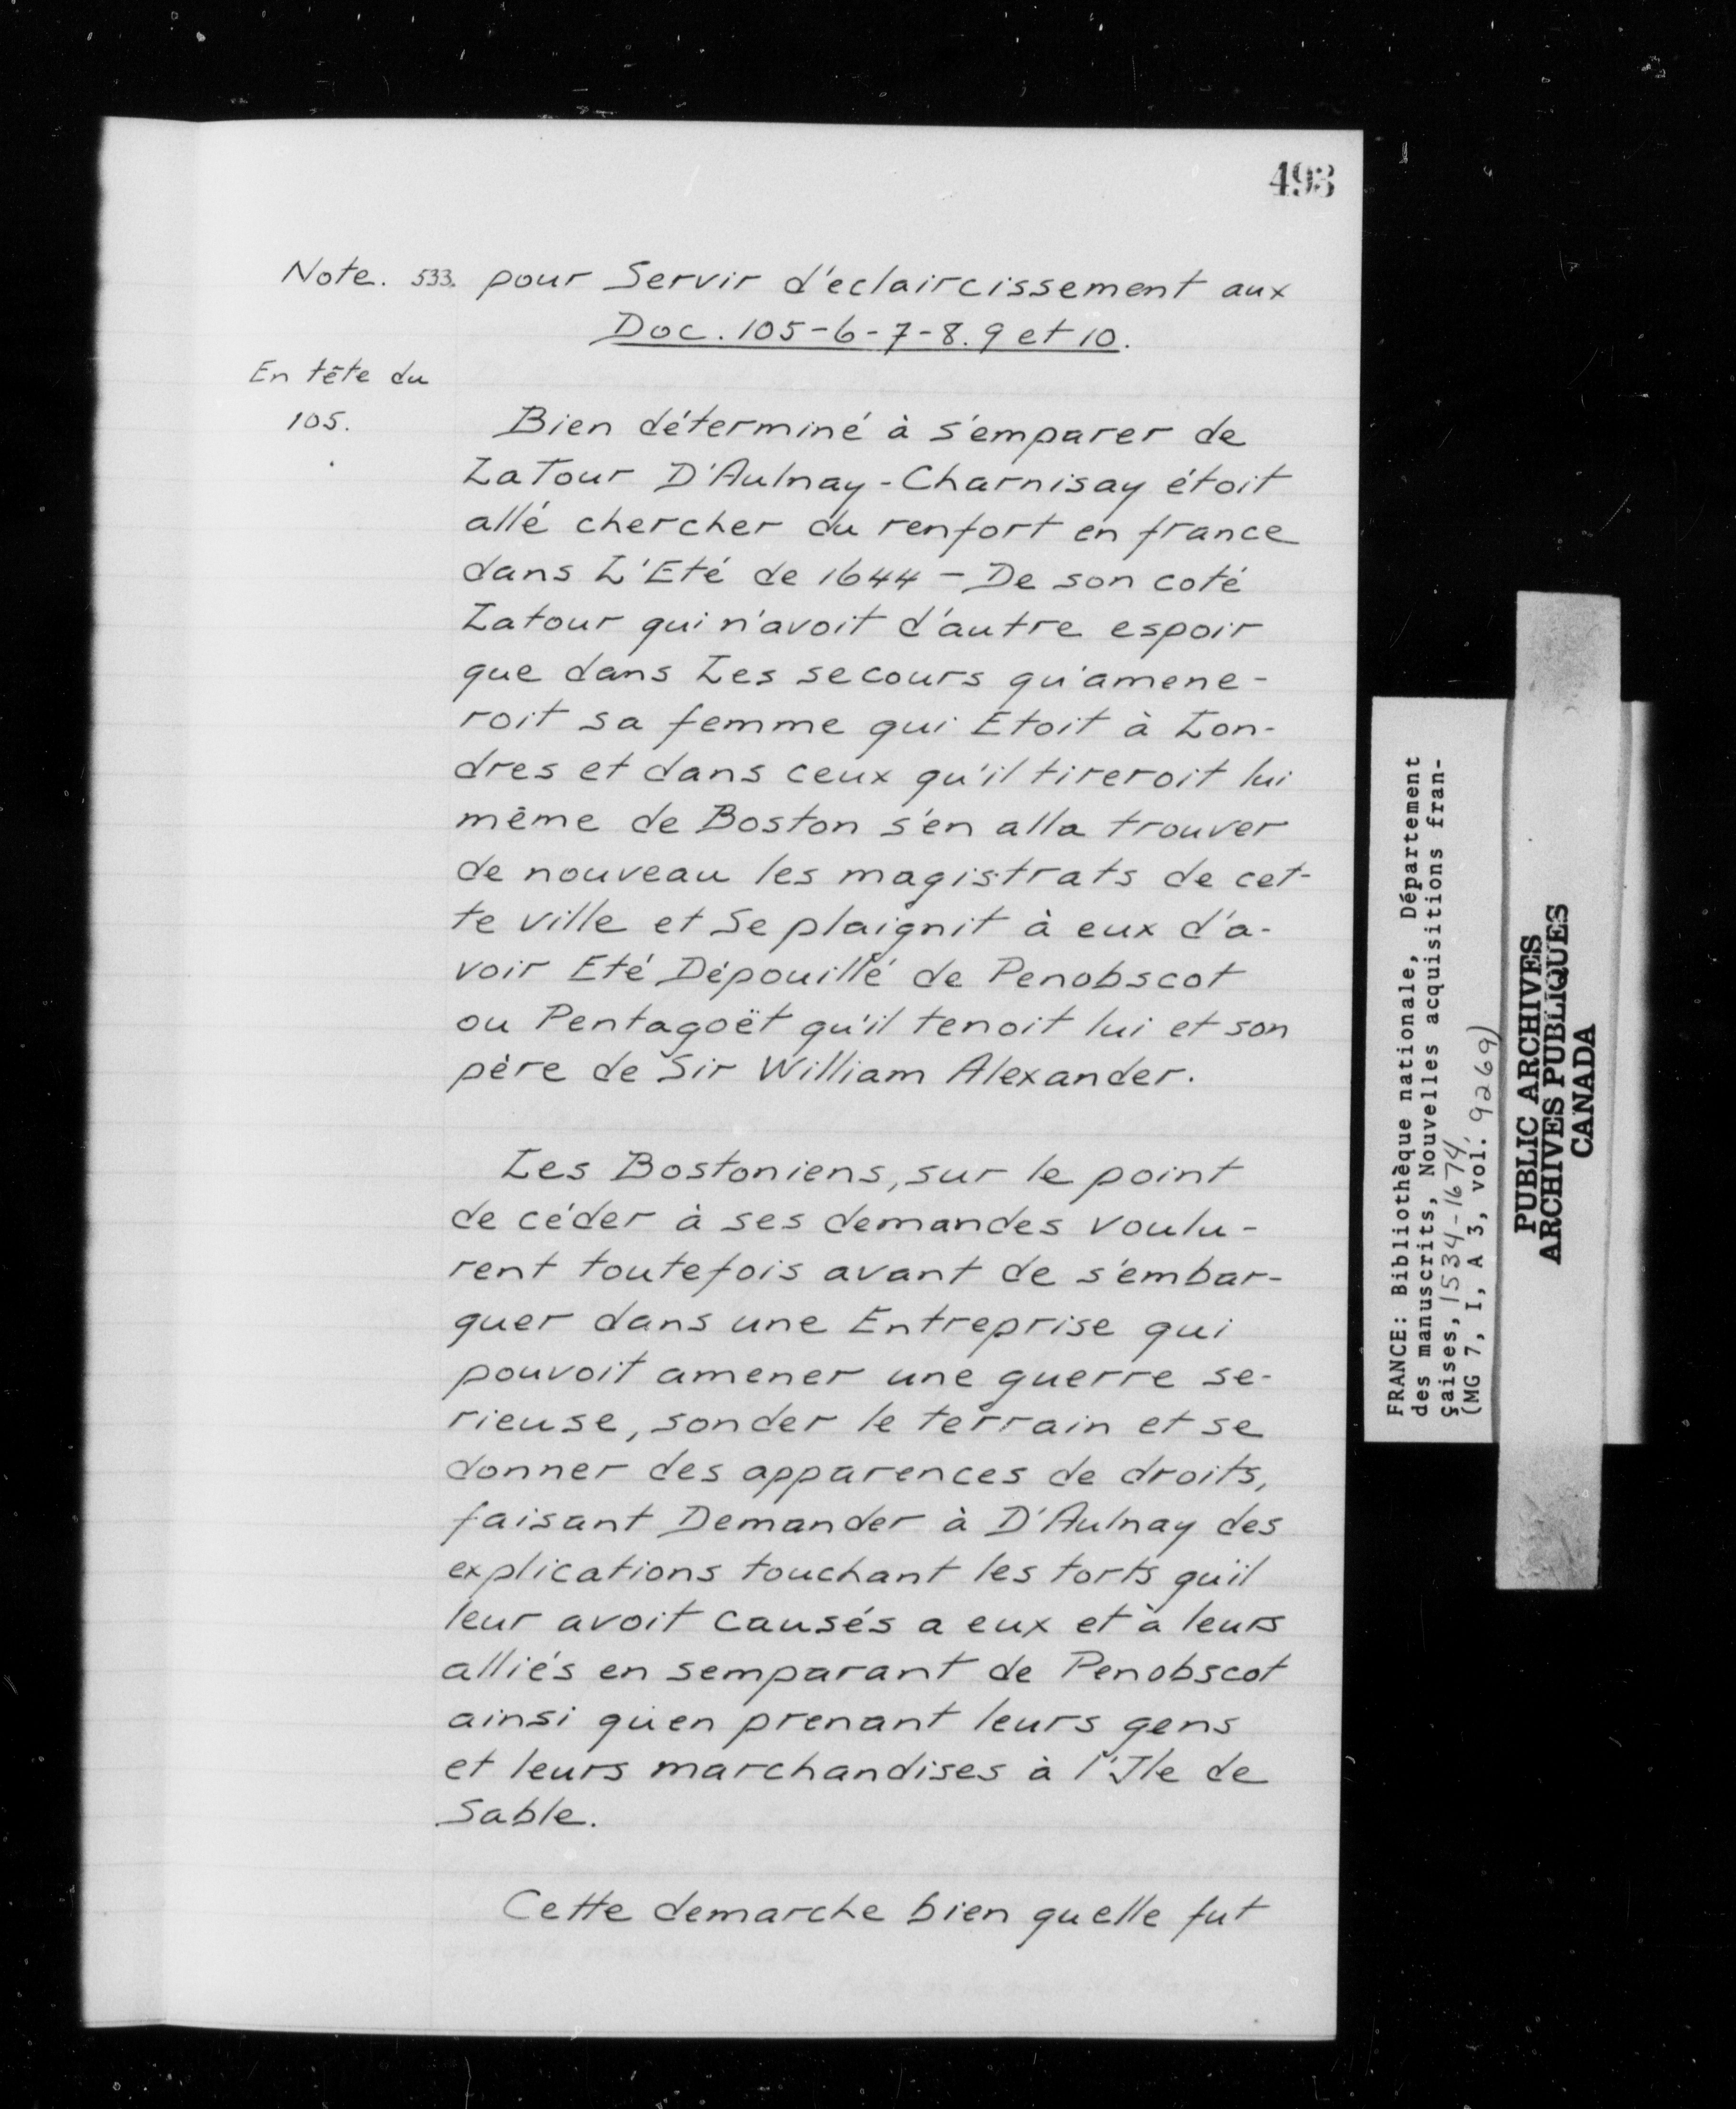 493
Note. 533. pour Servir d'eclaircissement aux
Doc. 105-6-7-8. 9 et 10.
En tête du
105.
Bien déterminé à s'emparer de
LaTour D'Aulnay-Charnisay étoit
allé chercher du renfort en france
dans L'Eté de 1644 - De son coté
Latour qui n'avoit d'autre espoir
que dans Les secours qu'amene-
roit sa femme qui Etoit à Lon-
dres et dans ceux qu'il tireroit lui
même de Boston s'en alla trouver
de nouveau les magistrats de cet-
te ville et Se plaignit à eux d'a-
voir Eté Dépouillé de Penobscot
ou Pentagoët qu'il tenoit lui et son
père de Sir William Alexander.
Les Bostoniens, sur le point
de céder à ses demandes voulu-
rent toutefois avant de s'embar-
quer dans une Entreprise qui
pouvoit amener une guerre se-
rieuse, sonder le terrain et se
donner des apparences de droits,
faisant Demander à D'Aulnay des
explications touchant les torts qu'il
leur avoit causés a eux et à leurs
alliés en semparant de Penobscot
ainsi qu'en prenant leurs gens
et leurs marchandises à l'Ile de
Sable.
Cette demarche bien quelle fut
FRANCE: Bibliothèque nationale, Département
des manuscrits, Nouvelles acquisitions fran-
çaises, 1534-1674
(MG 7, I, A 3, vol. 9269)
PUBLIC ARCHIVES
ARCHIVES PUBLIQUES
CANADA